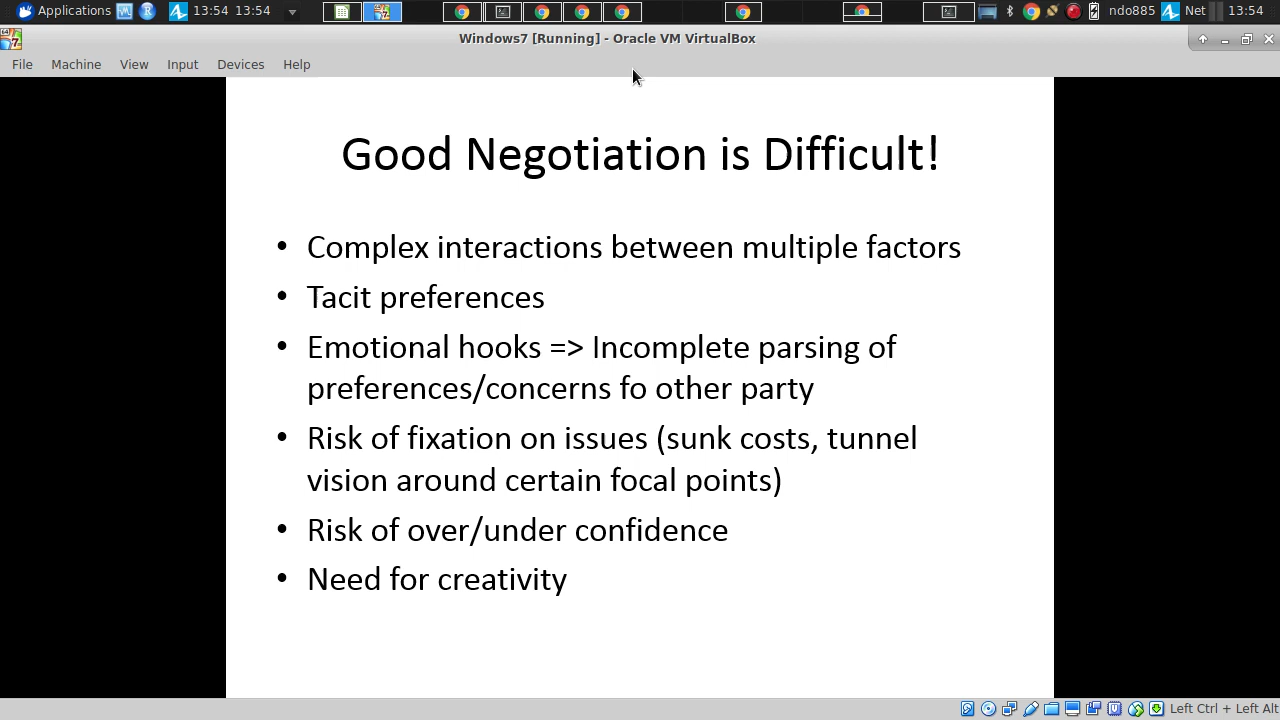 Applications 13:54 13:54 ndo885 Net 13:54
Windows7 [Running] - Oracle VM VirtualBox
File Machine View Input Devices Help
Good Negotiation is Difficult!
• Complex interactions between multiple factors
• Tacit preferences
• Emotional hooks => Incomplete parsing of
preferences/concerns fo other party
• Risk of fixation on issues (sunk costs, tunnel
vision around certain focal points)
• Risk of over/under confidence
• Need for creativity
Left Ctrl + Left Alt